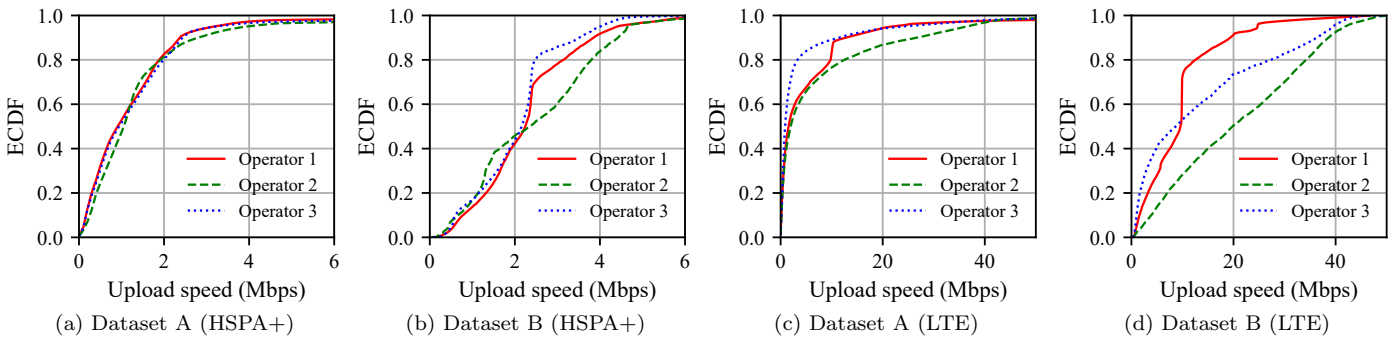 ECDF
1.0
0.8
0.6
0.4
0.2
0.0
Operator 1
Operator 2
Operator 3
0 2 4 6
Upload speed (Mbps)
(a) Dataset A (HSPA+)
ECDF
1.0
0.8
0.6
0.4
0.2
0.0
Operator 1
Operator 2
Operator 3
0 2 4 6
Upload speed (Mbps)
(b) Dataset B (HSPA+)
ECDF
1.0
0.8
0.6
0.4
0.2
0.0
Operator 1
Operator 2
Operator 3
0 20 40
Upload speed (Mbps)
(c) Dataset A (LTE)
ECDF
1.0
0.8
0.6
0.4
0.2
0.0
Operator 1
Operator 2
Operator 3
0 20 40
Upload speed (Mbps)
(d) Dataset B (LTE)